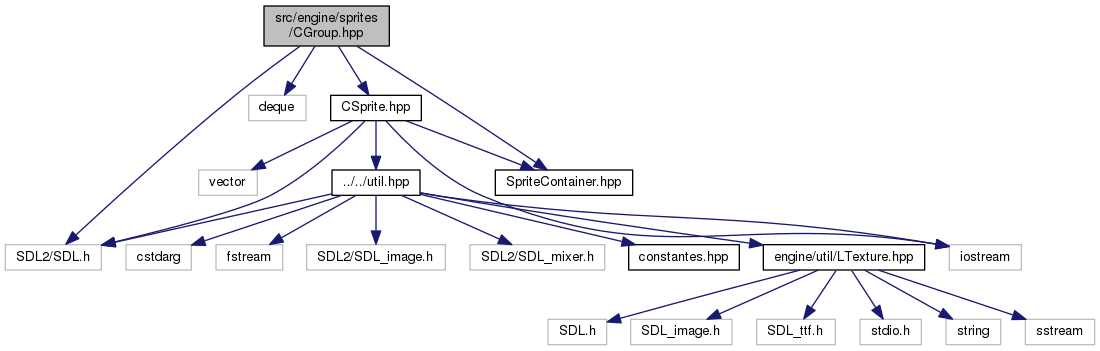 src/engine/sprites
/CGroup.hpp
deque
CSprite.hpp
vector
../../util.hpp
SpriteContainer.hpp
SDL2/SDL.h
cstdarg
fstream
SDL2/SDL_image.h
SDL2/SDL_mixer.h
constantes.hpp
engine/util/LTexture.hpp
iostream
SDL.h
SDL_image.h
SDL_ttf.h
stdio.h
string
sstream